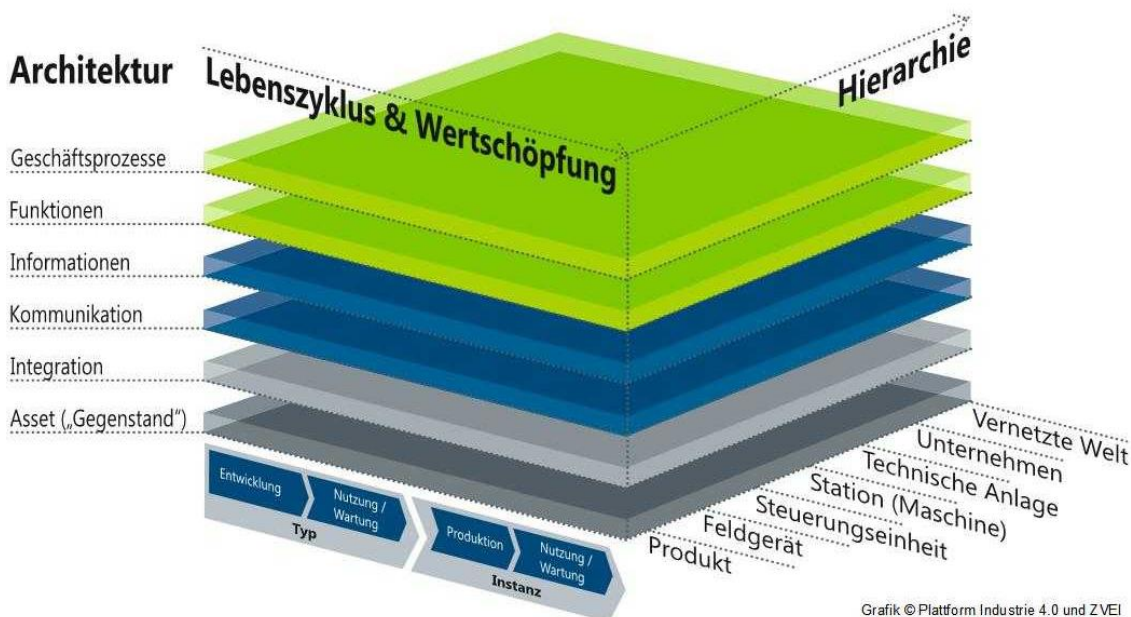 Architektur
Lebenszyklus & Wertschöpfung
Hierarchie
Geschäftsprozesse
Funktionen
Informationen
Kommunikation
Integration
Asset („Gegenstand“)
Entwicklung
Nutzung /
Wartung
Typ
Produktion
Nutzung /
Wartung
Instanz
Vernetzte Welt
Unternehmen
Technische Anlage
Station (Maschine)
Steuerungseinheit
Feldgerät
Produkt
Grafik © Plattform Industrie 4.0 und ZVEI